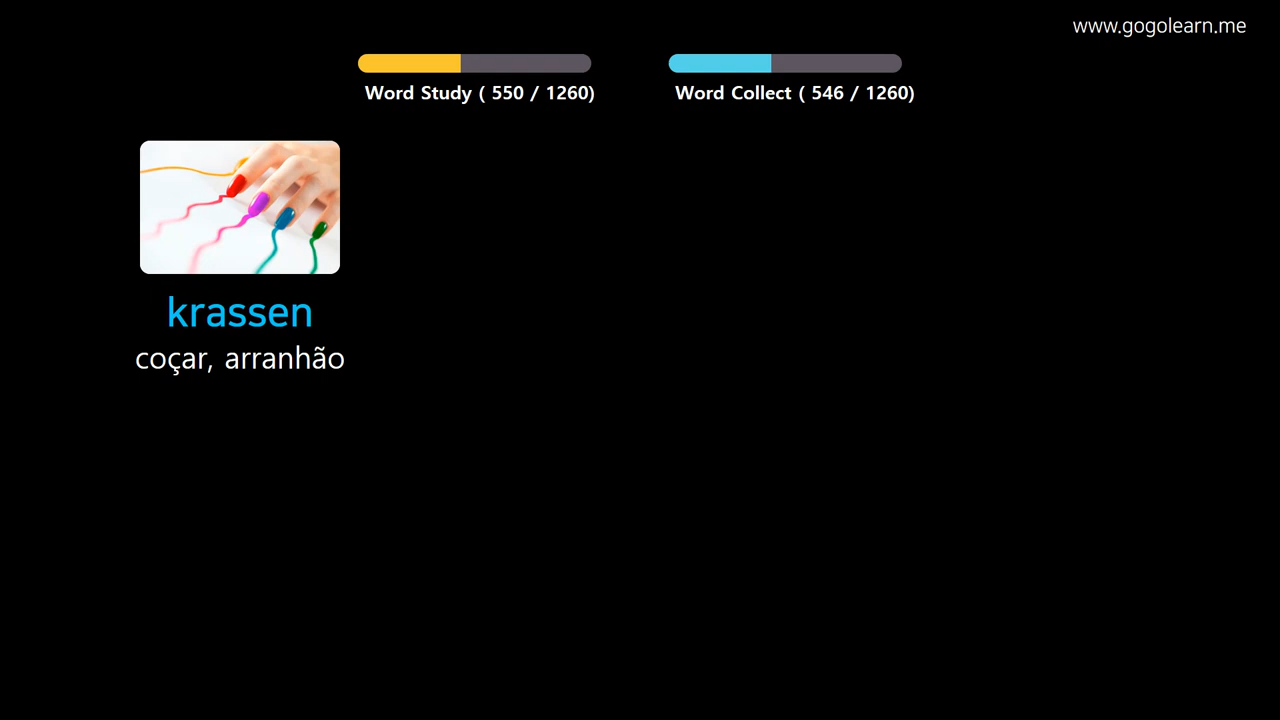 www.gogolearn.me
Word Study ( 550 / 1260)
Word Collect ( 546 / 1260)
krassen
coçar, arranhão